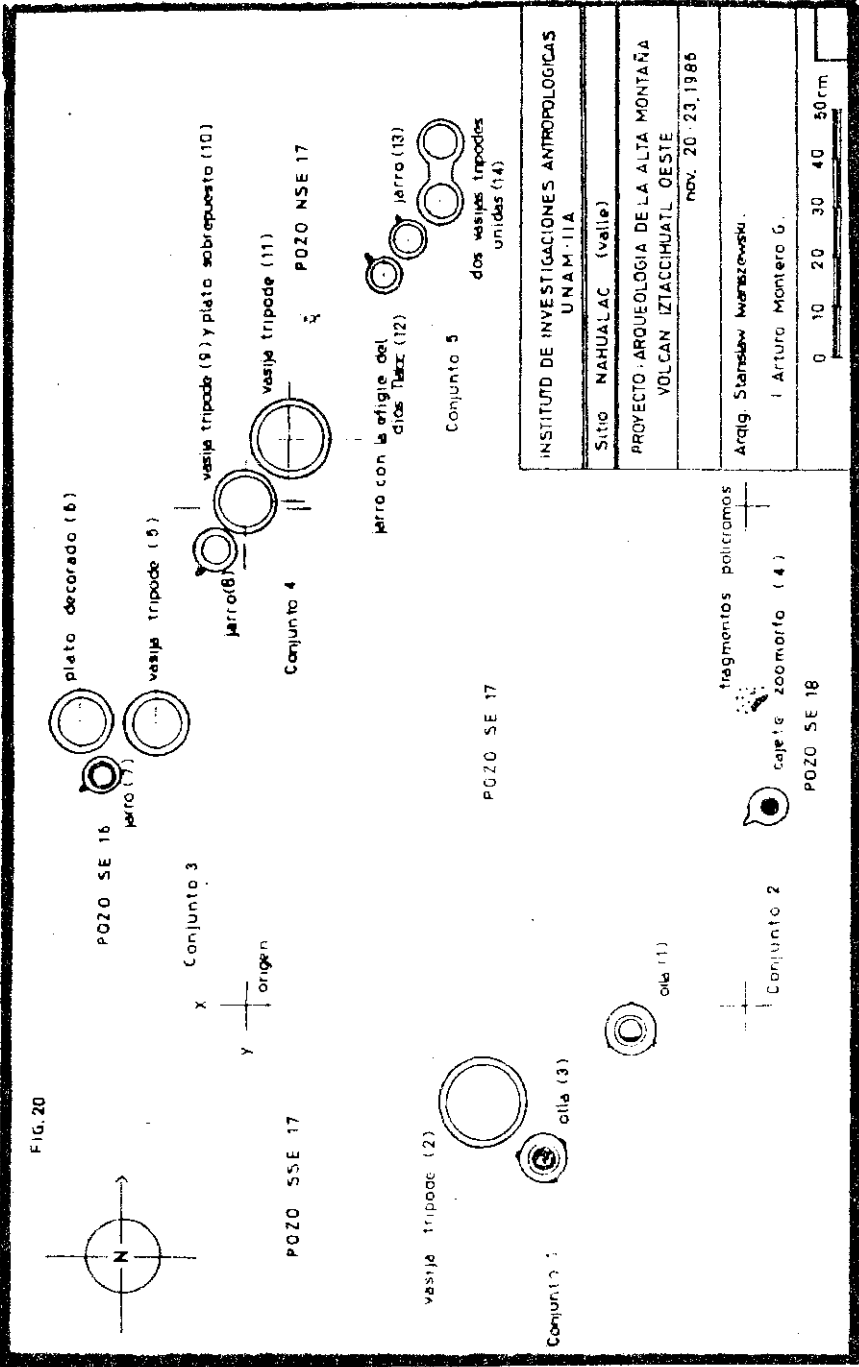 FIG. 20
N
POZO SE 16
plato decorado (6)
vasija tripode (5)
jarro (7)
Conjunto 3
X
Y
origen
vasija tripode (9) y plato sobrepuesto (10)
vasija tripode (11)
jarro (8)
Conjunto 4
POZO NSE 17
POZO SSE 17
jarro con la efigie del
dios Tlaloc (12)
jarro (13)
dos vasijas tripodes
unidas (14)
Conjunto 5
vasija tripode (2)
olla (3)
Conjunto 1
olla (1)
POZO SE 17
Conjunto 2
fragmentos policromos
cajete zoomorfo (4)
POZO SE 18
INSTITUTO DE INVESTIGACIONES ANTROPOLOGICAS
UNAM-IIA
Sitio NAHUALAC (valle)
PROYECTO: ARQUEOLOGIA DE LA ALTA MONTAÑA
VOLCAN IZTACCIHUATL OESTE
nov. 20-23, 1986
Arqlg. Stanislaw Iwaniszewski.
Arturo Montero G.
0 10 20 30 40 50 cm